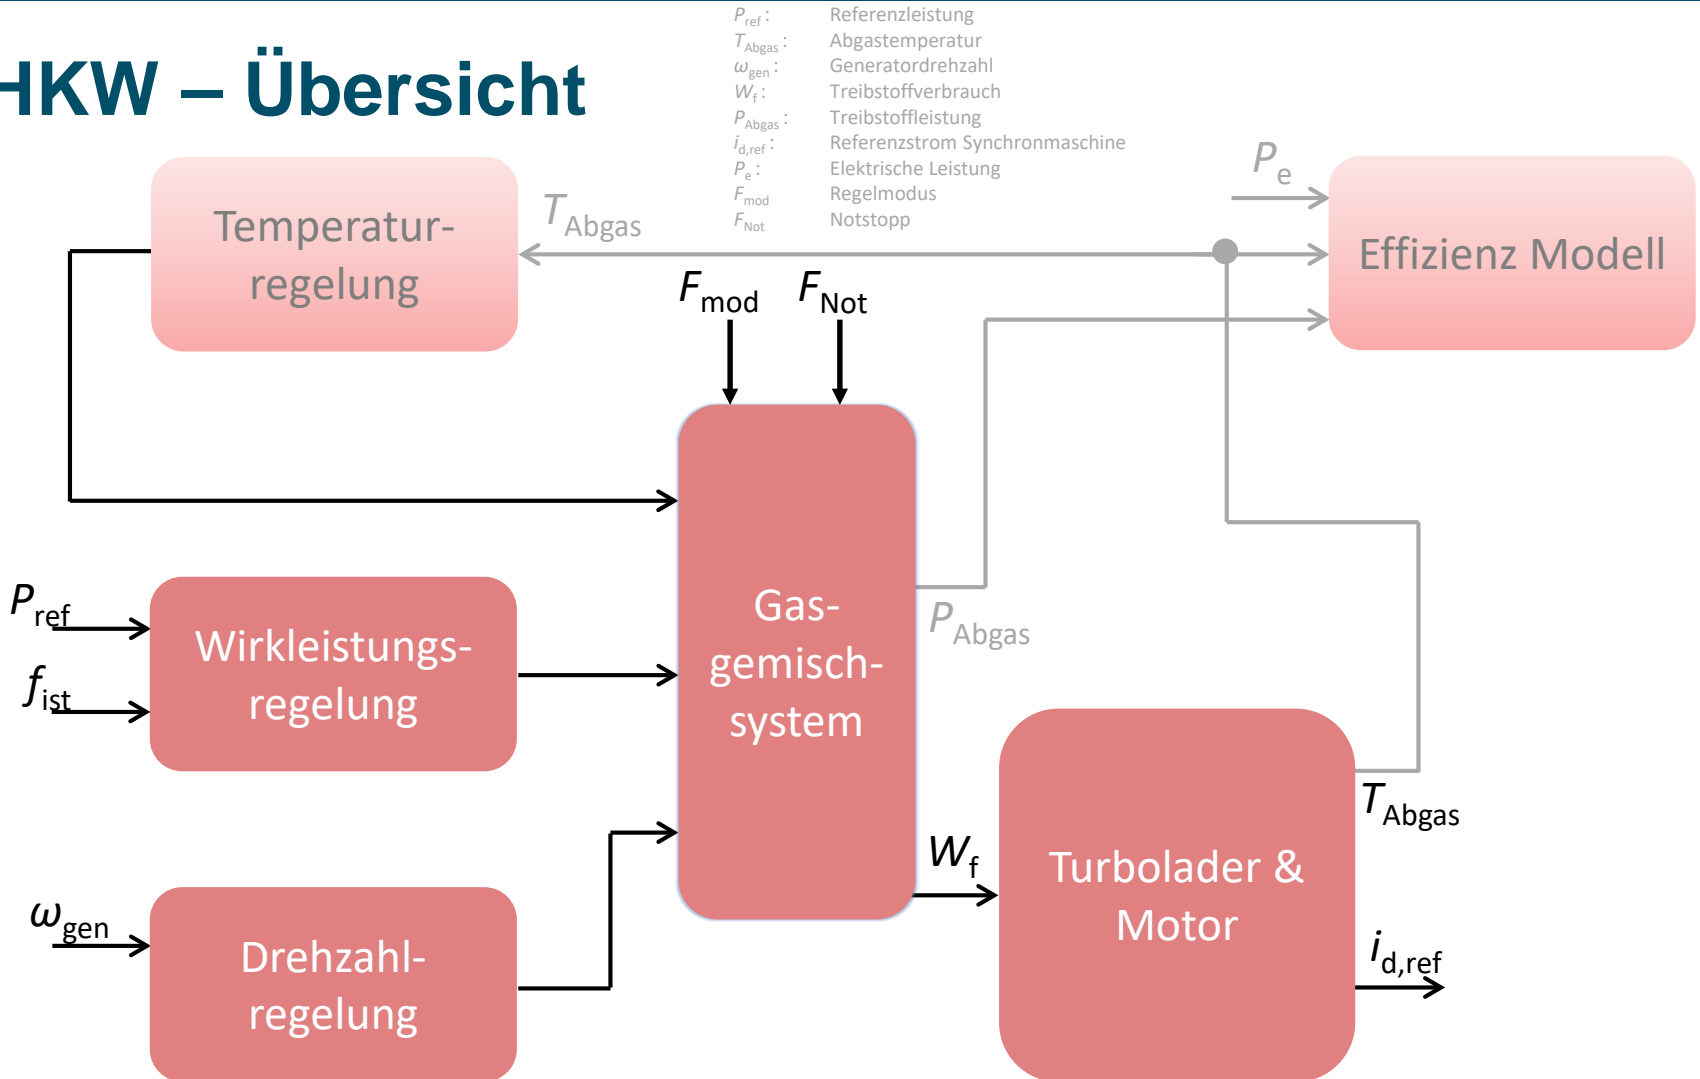 HKW – Übersicht
P_ref : Referenzleistung
T_Abgas : Abgastemperatur
ω_gen : Generatordrehzahl
W_f : Treibstoffverbrauch
P_Abgas : Treibstoffleistung
i_d,ref : Referenzstrom Synchronmaschine
P_e : Elektrische Leistung
F_mod Regelmodus
F_Not Notstopp
P_e
Temperatur-
regelung
T_Abgas
Effizienz Modell
F_mod
F_Not
P_ref
f_ist
Wirkleistungs-
regelung
Gas-
gemisch-
system
P_Abgas
T_Abgas
W_f
Turbolader &
Motor
ω_gen
Drehzahl-
regelung
i_d,ref